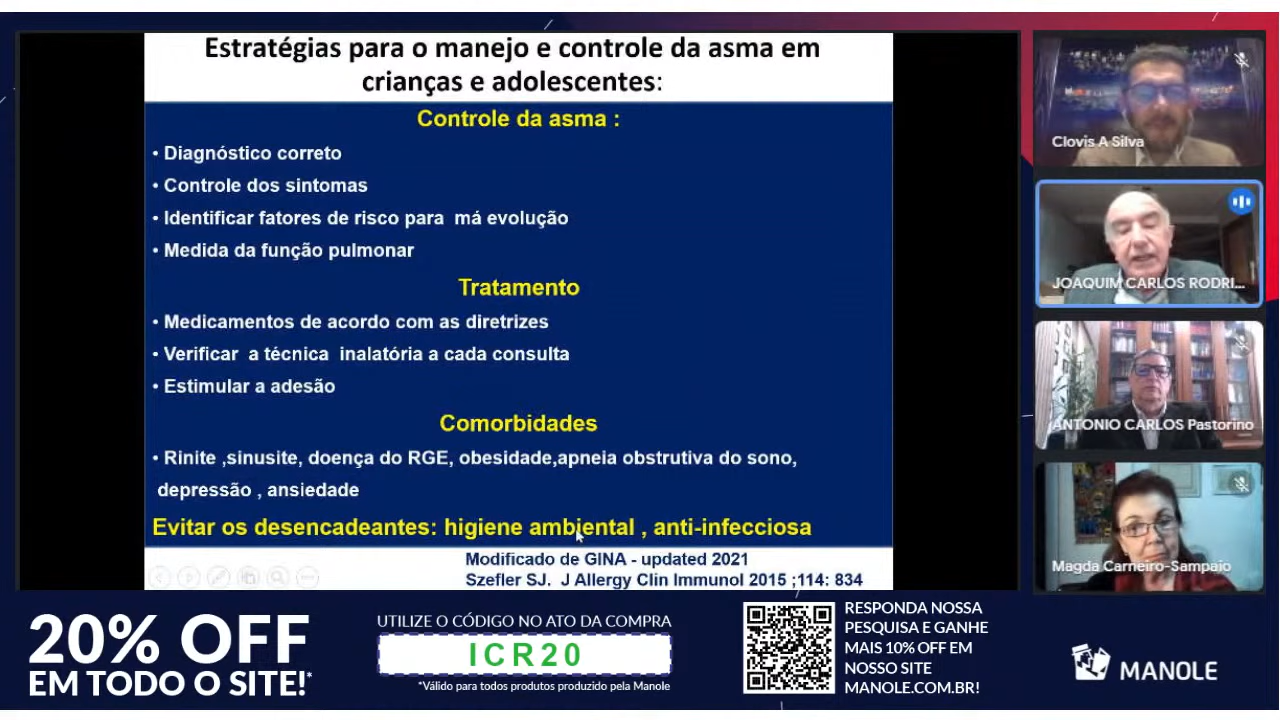 Estratégias para o manejo e controle da asma em
crianças e adolescentes:
Controle da asma :
• Diagnóstico correto
• Controle dos sintomas
• Identificar fatores de risco para má evolução
• Medida da função pulmonar
Tratamento
• Medicamentos de acordo com as diretrizes
• Verificar a técnica inalatória a cada consulta
• Estimular a adesão
Comorbidades
• Rinite ,sinusite, doença do RGE, obesidade,apneia obstrutiva do sono,
depressão , ansiedade
Evitar os desencadeantes: higiene ambiental , anti-infecciosa
Modificado de GINA - updated 2021
Szefler SJ. J Allergy Clin Immunol 2015 ;114: 834
Clovis A Silva
JOAQUIM CARLOS RODRI...
ANTONIO CARLOS Pastorino
Magda Carneiro-Sampaio
20% OFF
EM TODO O SITE!*
UTILIZE O CÓDIGO NO ATO DA COMPRA
ICR20
*Válido para todos produtos produzido pela Manole
RESPONDA NOSSA
PESQUISA E GANHE
MAIS 10% OFF EM
NOSSO SITE
MANOLE.COM.BR!
MANOLE